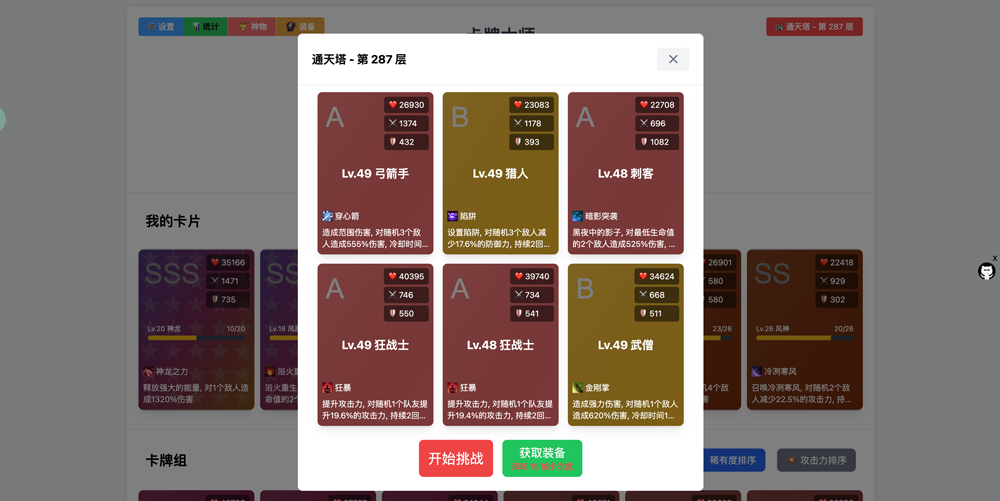 设置
统计
神物
装备
卡牌大师
通天塔 - 第 287 层
通天塔 - 第 287 层
A
26930
1374
432
Lv.49 弓箭手
穿心箭
造成范围伤害, 对随机3个敌
人造成555%伤害, 冷却时间...
B
23083
1178
393
Lv.49 猎人
陷阱
设置陷阱, 对随机3个敌人减
少17.6%的防御力, 持续2回...
A
22708
696
1082
Lv.48 刺客
暗影突袭
黑夜中的影子, 对最低生命值
的2个敌人造成525%伤害, ...
A
40395
746
550
Lv.49 狂战士
狂暴
提升攻击力, 对随机1个队友提
升19.6%的攻击力, 持续2回...
A
39740
734
541
Lv.48 狂战士
狂暴
提升攻击力, 对随机1个队友提
升19.4%的攻击力, 持续2回...
B
34624
668
511
Lv.49 武僧
金刚掌
造成强力伤害, 对随机1个敌人
造成620%伤害, 冷却时间1...
开始挑战
获取装备
我的卡片
SSS
35166
1471
735
Lv.20 神龙
10/20
神龙之力
释放强大的能量, 对1个敌人造
成1320%伤害
Lv.18
浴火重生
命值的2个
26901
580
580
23/26
机4个敌
SS
22418
929
302
Lv.26 风神
20/26
冷冽寒风
召唤冷冽寒风, 对随机2个敌
人减少22.5%的攻击力, 持...
卡牌组
稀有度排序
攻击力排序
x